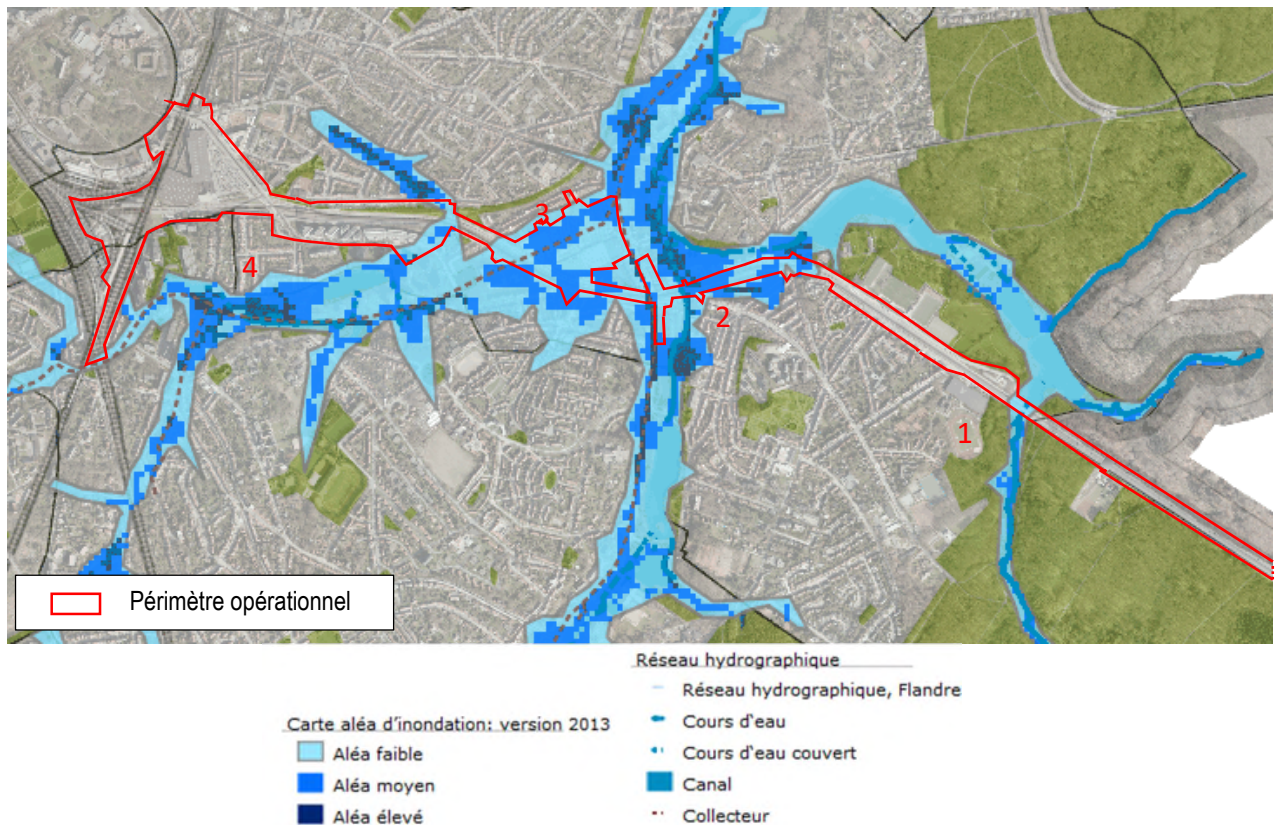 3
4
2
1
Périmètre opérationnel
Réseau hydrographique
Réseau hydrographique, Flandre
Carte aléa d'inondation: version 2013
Cours d'eau
Aléa faible
Cours d'eau couvert
Aléa moyen
Canal
Aléa élevé
Collecteur